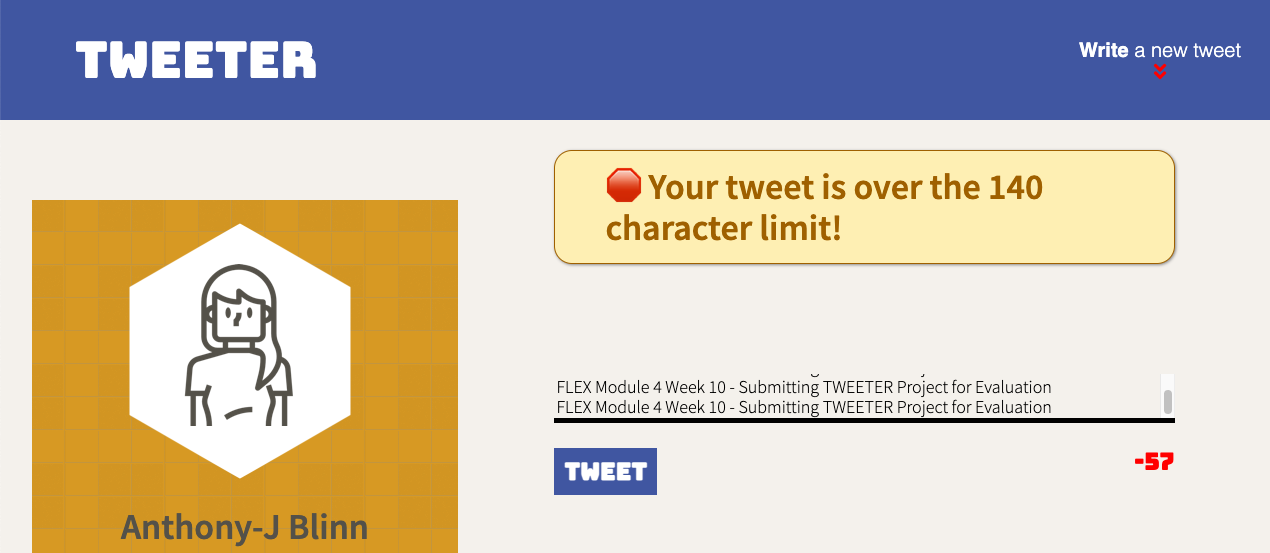 TWEETER
Write a new tweet
Your tweet is over the 140
character limit!
FLEX Module 4 Week 10 - Submitting TWEETER Project for Evaluation
FLEX Module 4 Week 10 - Submitting TWEETER Project for Evaluation
TWEET
-57
Anthony-J Blinn